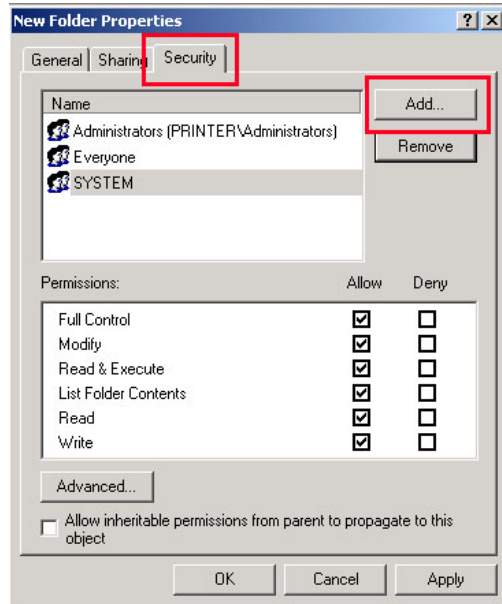 New Folder Properties
General Sharing Security
Name
Add...
Administrators (PRINTER\Administrators)
Everyone
Remove
SYSTEM
Permissions: Allow Deny
Full Control
Modify
Read & Execute
List Folder Contents
Read
Write
Advanced...
Allow inheritable permissions from parent to propagate to this
object
OK Cancel Apply